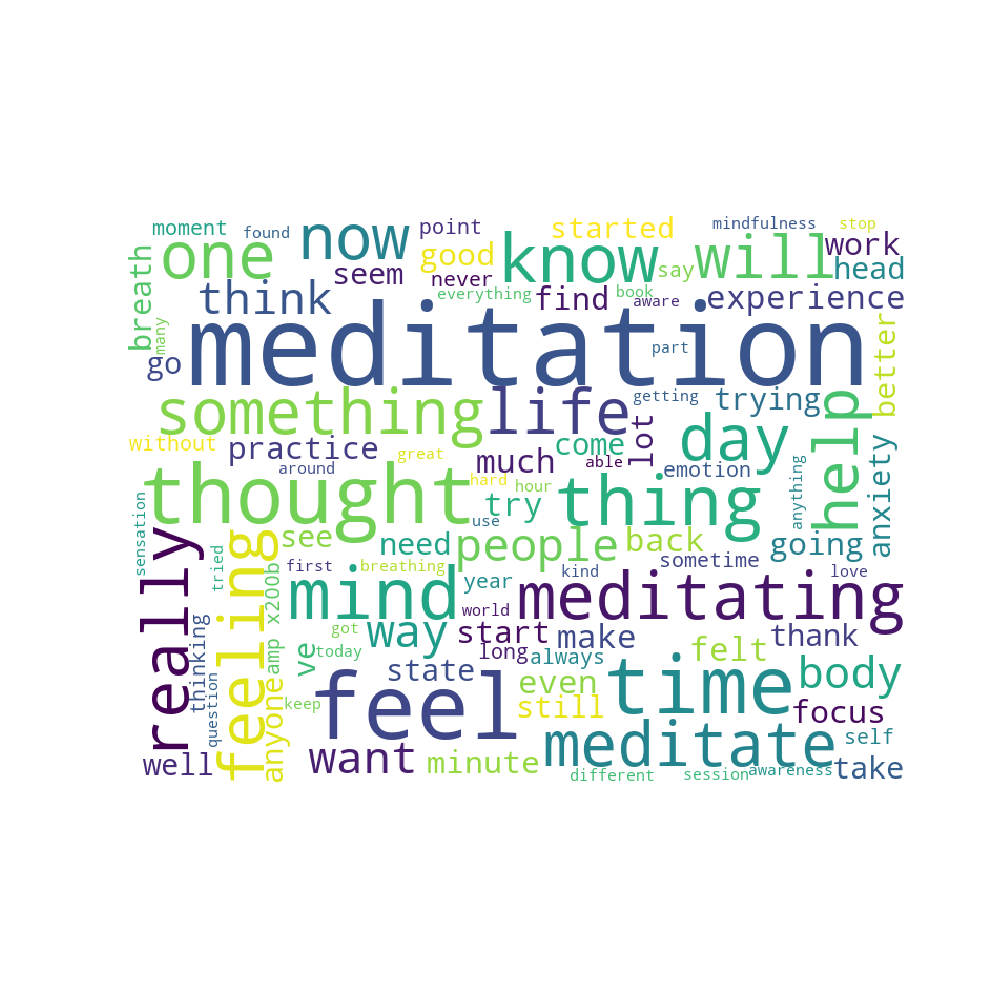 moment
found
now
point
started
mindfulness
stop
one
good
know
say
will
work
head
breath
many
think
seem
never
everything
find
book
aware
experience
go
meditation
part
better
something
life
getting
trying
without
practice
around
great
much
come
able
lot
day
help
emotion
anxiety
anything
thought
hard
hour
use
try
thing
sensation
really
feeling
see
need
people
back
going
sometime
tried
x200b
first
breathing
mind
year
kind
love
world
meditating
thinking
got
way
start
make
thank
today
ve
long
always
felt
amp
question
anyone
keep
state
feel
even
still
time
body
focus
well
want
minute
meditate
self
different
session
awareness
take